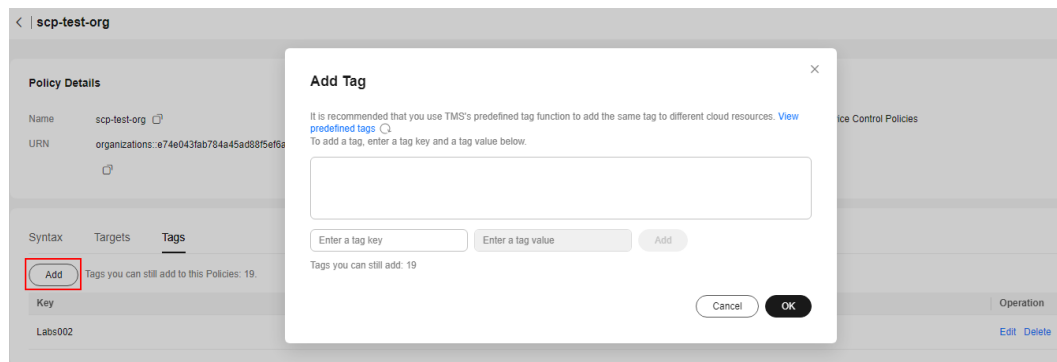 < | scp-test-org
Policy Details
Name scp-test-org
ice Control Policies
URN organizations::e74e043fab784a45ad88f5ef6a
Syntax Targets Tags
Add Tags you can still add to this Policies: 19.
Key Operation
Labs002 Edit Delete
Add Tag
It is recommended that you use TMS's predefined tag function to add the same tag to different cloud resources. View
predefined tags
To add a tag, enter a tag key and a tag value below.
Enter a tag key Enter a tag value Add
Tags you can still add: 19
Cancel OK